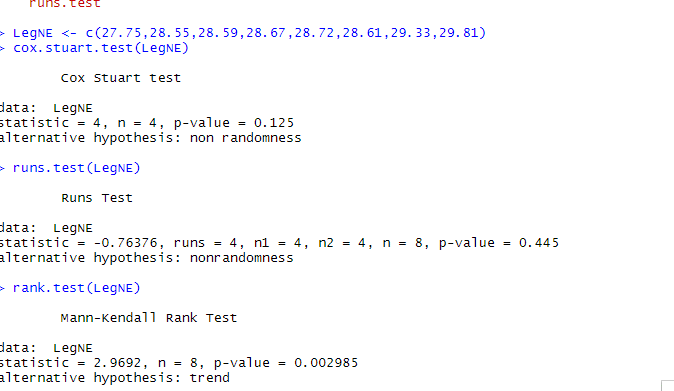 runs.test
> LegNE <- c(27.75,28.55,28.59,28.67,28.72,28.61,29.33,29.81)
> cox.stuart.test(LegNE)
Cox Stuart test
data: LegNE
statistic = 4, n = 4, p-value = 0.125
alternative hypothesis: non randomness
> runs.test(LegNE)
Runs Test
data: LegNE
statistic = -0.76376, runs = 4, n1 = 4, n2 = 4, n = 8, p-value = 0.445
alternative hypothesis: nonrandomness
> rank.test(LegNE)
Mann-Kendall Rank Test
data: LegNE
statistic = 2.9692, n = 8, p-value = 0.002985
alternative hypothesis: trend